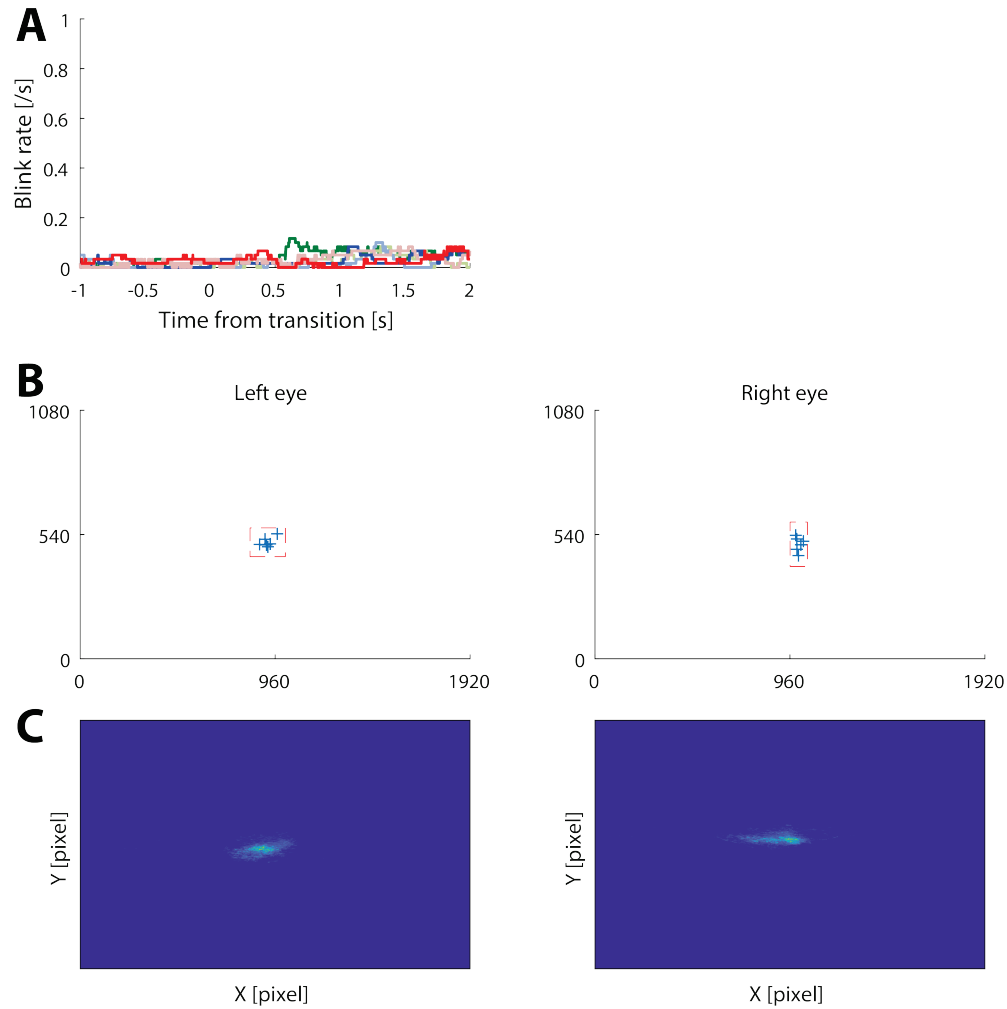 A
1
0.8
0.6
0.4
0.2
0
Blink rate [/s]
-1 -0.5 0 0.5 1 1.5 2
Time from transition [s]
B
Left eye
1080
540
0
0 960 1920
Right eye
1080
540
0
0 960 1920
C
Y [pixel]
X [pixel]
Y [pixel]
X [pixel]